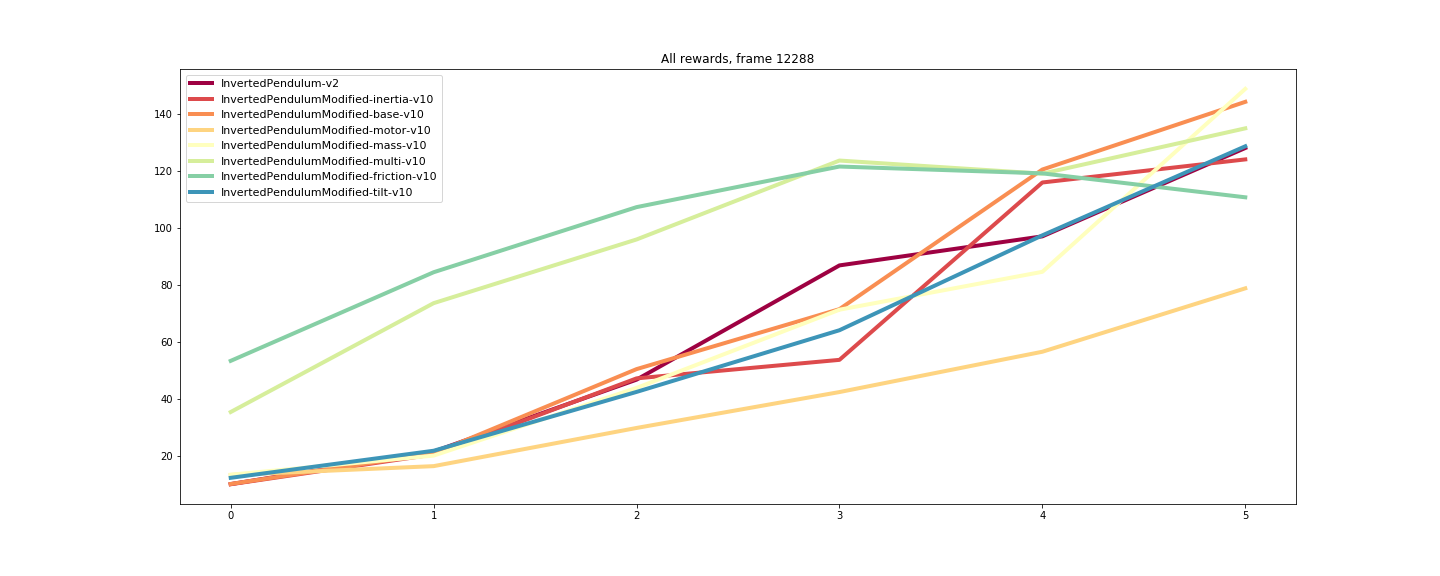 All rewards, frame 12288
InvertedPendulum-v2
InvertedPendulumModified-inertia-v10
InvertedPendulumModified-base-v10
InvertedPendulumModified-motor-v10
InvertedPendulumModified-mass-v10
InvertedPendulumModified-multi-v10
InvertedPendulumModified-friction-v10
InvertedPendulumModified-tilt-v10
140
120
100
80
60
40
20
0 1 2 3 4 5